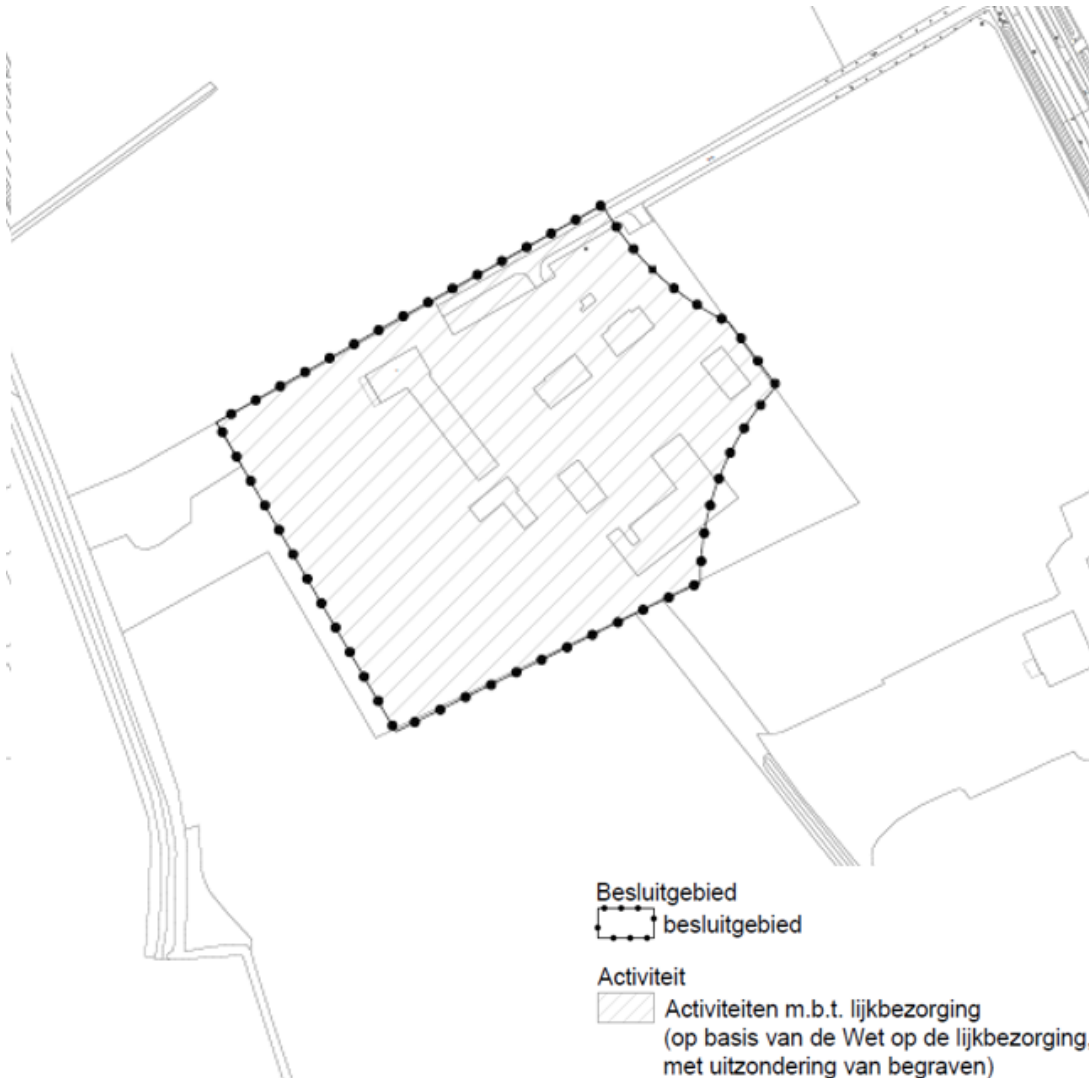 Besluitgebied
besluitgebied
Activiteit
Activiteiten m.b.t. lijkbezorging
(op basis van de Wet op de lijkbezorging,
met uitzondering van begraven)